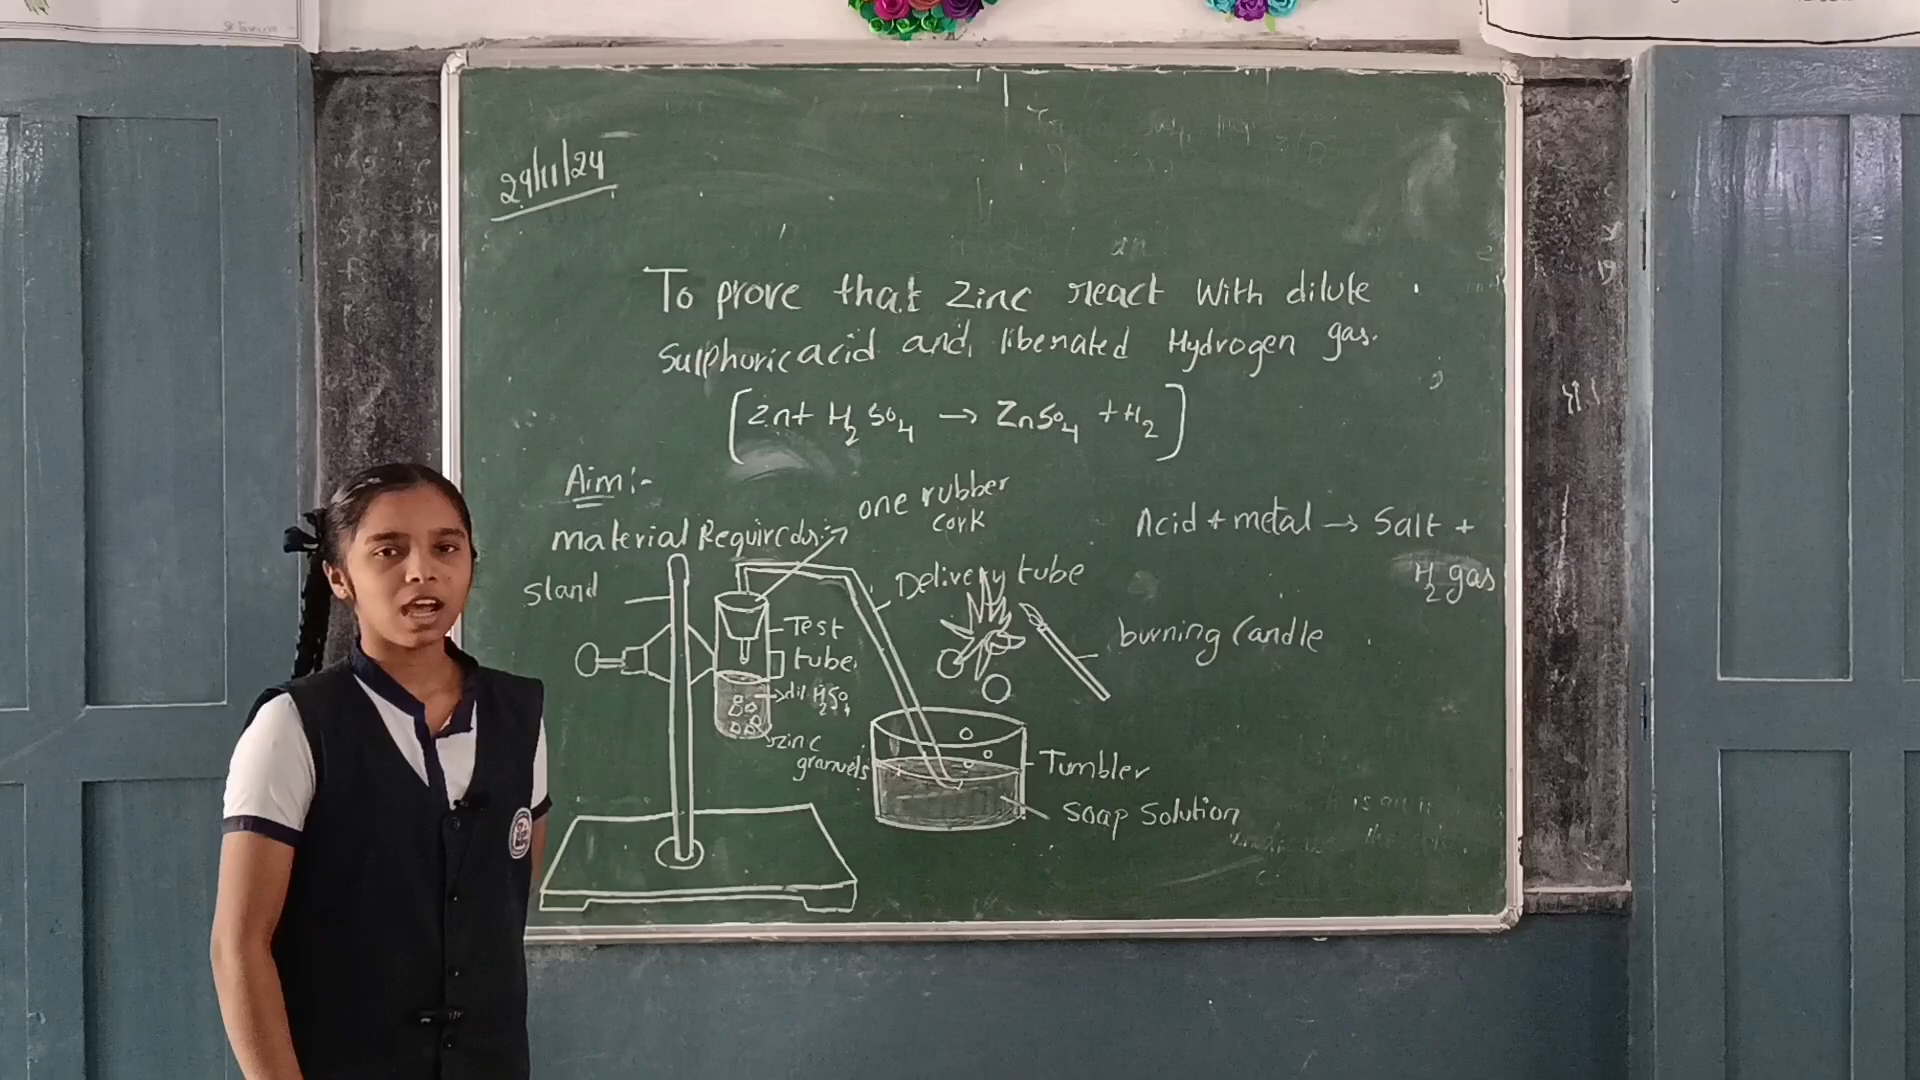 29/11/24
To prove that Zinc react with dilute
Sulphuric acid and liberated Hydrogen gas.
[Zn+ H2SO4 → ZnSO4 + H2]
Aim:-
material Required:-
one rubber
cork
Acid + metal → Salt +
H2 gas
Stand
Delivery tube
Test
tube
burning Candle
dil. H2SO4
zinc
granuels
Tumbler
Soap Solution